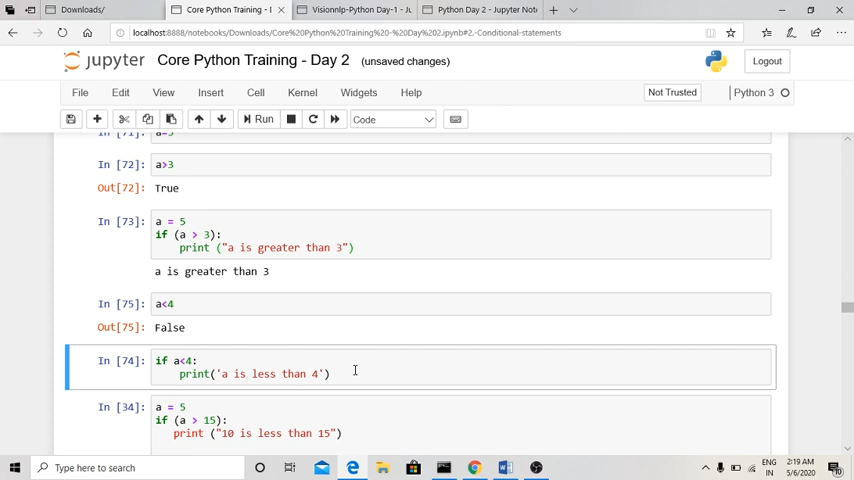 Downloads/
Core Python Training - D
Visionnlp-Python Day-1 - Ju
Python Day 2 - Jupyter Note
localhost:8888/notebooks/Downloads/Core%20Python%20Training%20-%20Day%202.ipynb#2.-Conditional-statements
jupyter Core Python Training - Day 2 (unsaved changes)
Logout
File Edit View Insert Cell Kernel Widgets Help
Not Trusted
Python 3
Run
Code
In [71]: a=5
In [72]: a>3
Out[72]: True
In [73]: a = 5
if (a > 3):
print ("a is greater than 3")
a is greater than 3
In [75]: a<4
Out[75]: False
In [74]: if a<4:
print('a is less than 4')
In [34]: a = 5
if (a > 15):
print ("10 is less than 15")
Type here to search
ENG
IN
2:19 AM
5/6/2020